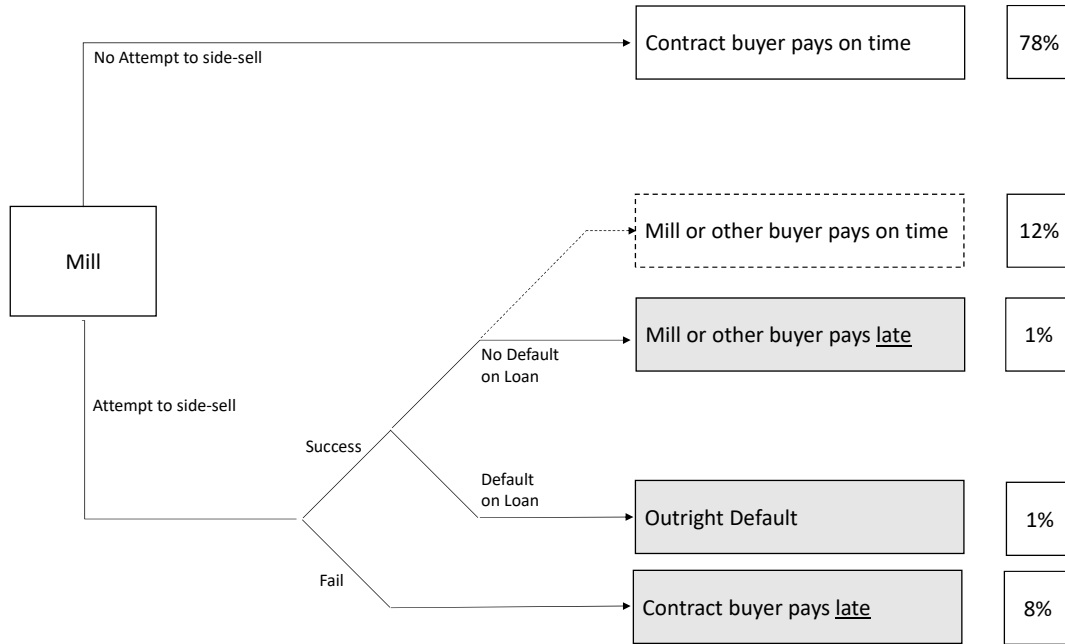 Contract buyer pays on time
78%
No Attempt to side-sell
Mill
Mill or other buyer pays on time
12%
Mill or other buyer pays late
1%
No Default
on Loan
Attempt to side-sell
Success
Default
on Loan
Outright Default
1%
Fail
Contract buyer pays late
8%